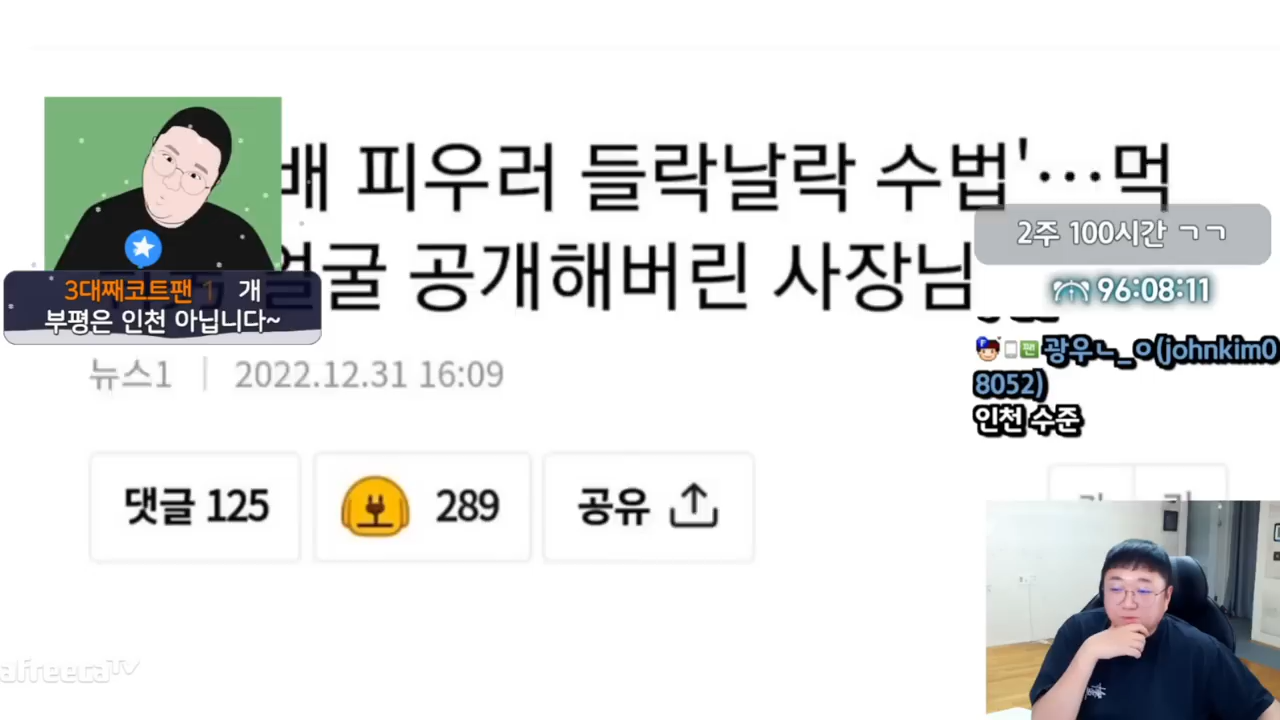 배 피우러 들락날락 수법'…먹
얼굴 공개해버린 사장님
3대째코트팬 1 개
부평은 인천 아닙니다~
뉴스1 | 2022.12.31 16:09
댓글 125
289
공유
2주 100시간 ㄱㄱ
96:08:11
광우ㄴ_ㅇ(johnkim0
8052)
인천 수준
afreecaTV